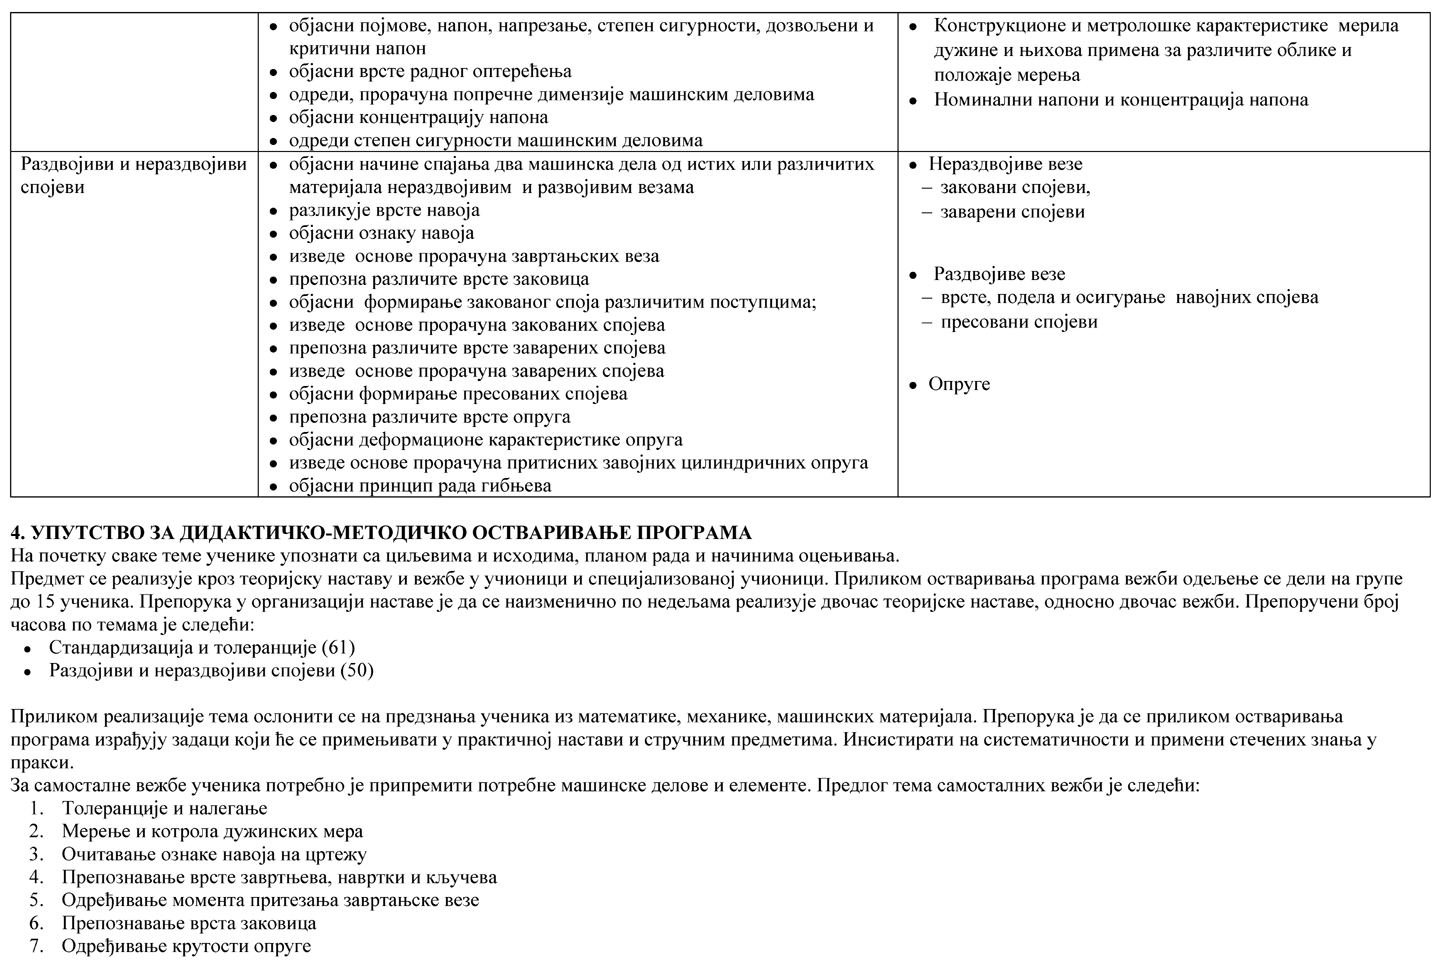 • објасни појмове, напон, напрезање, степен сигурности, дозвољени и
критични напон
• објасни врсте радног оптерећења
• одреди, прорачуна попречне димензије машинским деловима
• објасни концентрацију напона
• одреди степен сигурности машинским деловима
• Конструкционе и метролошке карактеристике мерила
дужине и њихова примена за различите облике и
положаје мерења
• Номинални напони и концентрација напона
Раздвојиви и нераздвојиви
спојеви
• објасни начине спајања два машинска дела од истих или различитих
материјала нераздвојивим и развојивим везама
• разликује врсте навоја
• објасни ознаку навоја
• изведе основе прорачуна завртањских веза
• препозна различите врсте заковица
• објасни формирање закованог споја различитим поступцима;
• изведе основе прорачуна закованих спојева
• препозна различите врсте заварених спојева
• изведе основе прорачуна заварених спојева
• објасни формирање пресованих спојева
• препозна различите врсте опруга
• објасни деформационе карактеристике опруга
• изведе основе прорачуна притисних завојних цилиндричних опруга
• објасни принцип рада гибњева
• Нераздвојиве везе
– заковани спојеви,
– заварени спојеви
• Раздвојиве везе
– врсте, подела и осигурање навојних спојева
– пресовани спојеви
• Опруге
4. УПУТСТВО ЗА ДИДАКТИЧКО-МЕТОДИЧКО ОСТВАРИВАЊЕ ПРОГРАМА
На почетку сваке теме ученике упознати са циљевима и исходима, планом рада и начинима оцењивања.
Предмет се реализује кроз теоријску наставу и вежбе у учионици и специјализованој учионици. Приликом остваривања програма вежби одељење се дели на групе
до 15 ученика. Препорука у организацији наставе је да се наизменично по недељама реализује двочас теоријске наставе, односно двочас вежби. Препоручени број
часова по темама је следећи:
• Стандардизација и толеранције (61)
• Раздојиви и нераздвојиви спојеви (50)
Приликом реализације тема ослонити се на предзнања ученика из математике, механике, машинских материјала. Препорука је да се приликом остваривања
програма израђују задаци који ће се примењивати у практичној настави и стручним предметима. Инсистирати на систематичности и примени стечених знања у
пракси.
За самосталне вежбе ученика потребно је припремити потребне машинске делове и елементе. Предлог тема самосталних вежби је следећи:
1. Толеранције и налегање
2. Мерење и котрола дужинских мера
3. Очитавање ознаке навоја на цртежу
4. Препознавање врсте завртњева, навртки и кључева
5. Одређивање момента притезања завртањске везе
6. Препознавање врста заковица
7. Одређивање крутости опруге